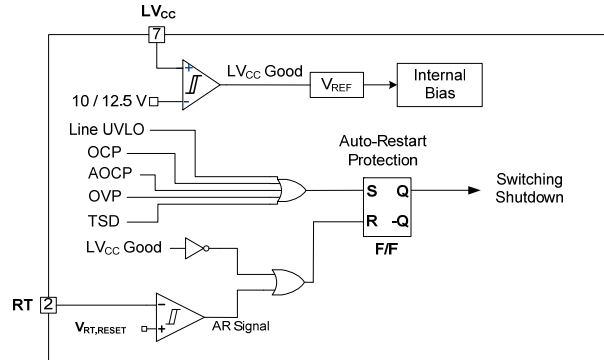 LVCC
7
+
-
10 / 12.5 V
LVCC Good
VREF
Internal
Bias
Line UVLO
OCP
AOCP
OVP
TSD
Auto-Restart
Protection
S Q
R -Q
F/F
Switching
Shutdown
LVCC Good
RT
2
-
VRT,RESET
+
AR Signal